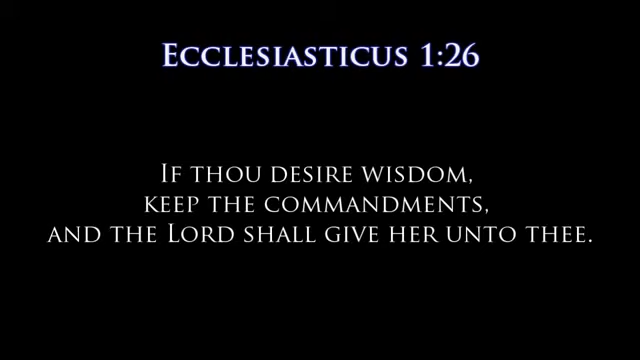 Ecclesiasticus 1:26
If thou desire wisdom,
keep the commandments,
and the Lord shall give her unto thee.